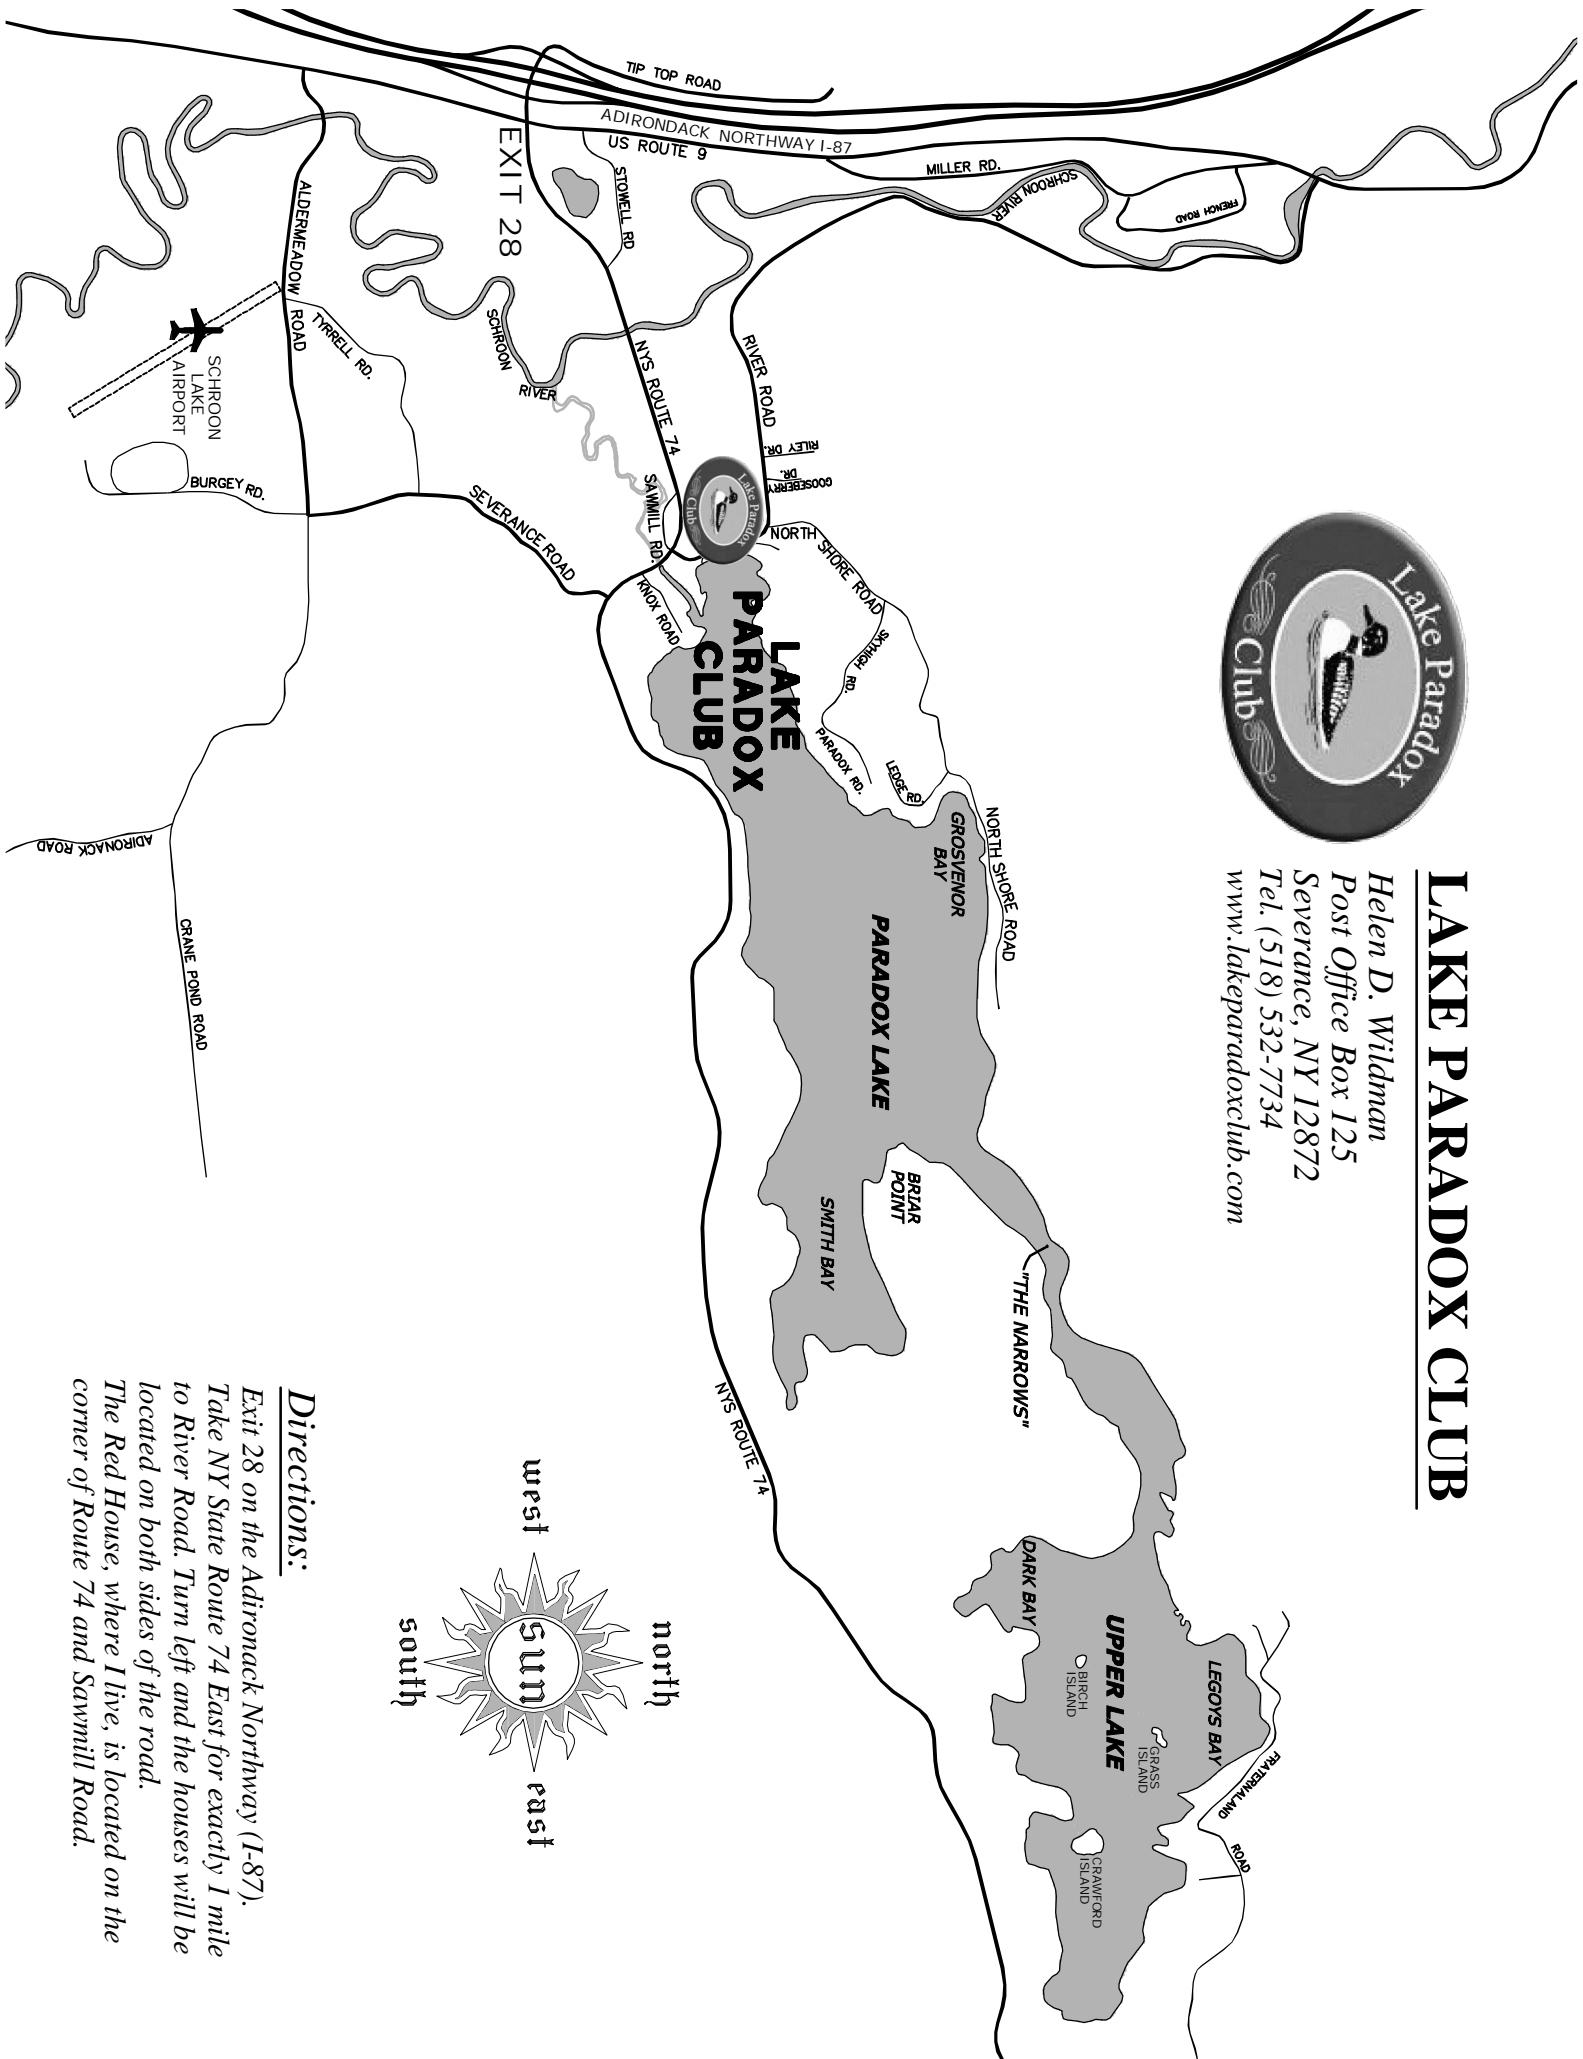 LAKE PARADOX CLUB
Helen D. Wildman
Post Office Box 125
Severance, NY 12872
Tel. (518) 532-7734
www.lakeparadoxclub.com
Lake Paradox
Club
TIP TOP ROAD
ADIRONDACK NORTHWAY I-87
US ROUTE 9
EXIT 28
STOWELL RD
MILLER RD.
SCHROON RIVER
FRENCH ROAD
ALDERMEADOW ROAD
TYRRELL RD.
SCHROON
LAKE
AIRPORT
BURGEY RD.
SCHROON RIVER
NYS ROUTE 74
RIVER ROAD
RILEY DR.
GOOSEBERRY
DR.
Lake Paradox
Club
SAWMILL RD.
SEVERANCE ROAD
KNOX ROAD
NORTH SHORE ROAD
SKYHIGH RD.
PARADOX RD.
LEDGE RD.
LAKE
PARADOX
CLUB
GROSVENOR
BAY
NORTH SHORE ROAD
PARADOX LAKE
ADIRONACK ROAD
CRANE POND ROAD
BRIAR
POINT
SMITH BAY
"THE NARROWS"
NYS ROUTE 74
DARK BAY
UPPER LAKE
BIRCH
ISLAND
GRASS
ISLAND
LEGOYS BAY
CRAWFORD
ISLAND
FRATERNALAND ROAD
north
west
sun
east
south
Directions:
Exit 28 on the Adironack Northway (I-87).
Take NY State Route 74 East for exactly 1 mile
to River Road. Turn left and the houses will be
located on both sides of the road.
The Red House, where I live, is located on the
corner of Route 74 and Sawmill Road.